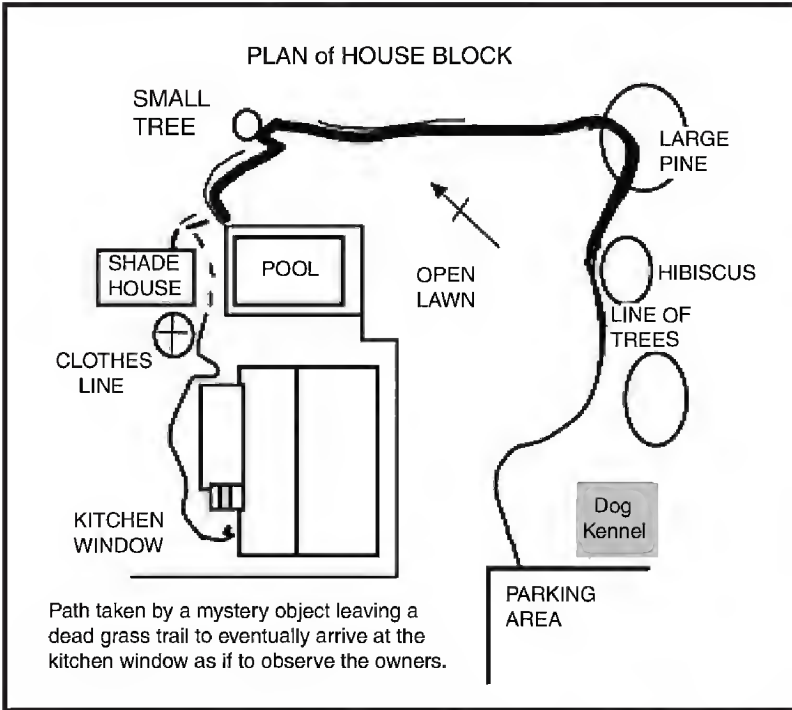 PLAN of HOUSE BLOCK
SMALL
TREE
LARGE
PINE
SHADE
HOUSE
POOL
OPEN
LAWN
HIBISCUS
LINE OF
TREES
CLOTHES
LINE
KITCHEN
WINDOW
Dog
Kennel
PARKING
AREA
Path taken by a mystery object leaving a
dead grass trail to eventually arrive at the
kitchen window as if to observe the owners.